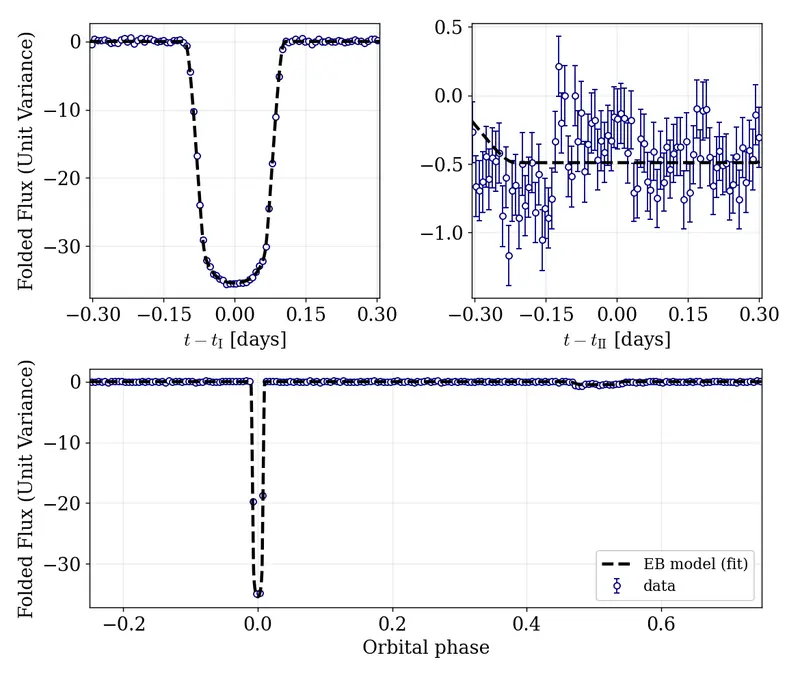 0
−10
−20
−30
Folded Flux (Unit Variance)
−0.30 −0.15 0.00 0.15 0.30
t − tI [days]
0.5
0.0
−0.5
−1.0
−0.30 −0.15 0.00 0.15 0.30
t − tII [days]
0
−10
−20
−30
Folded Flux (Unit Variance)
EB model (fit)
data
−0.2 0.0 0.2 0.4 0.6
Orbital phase